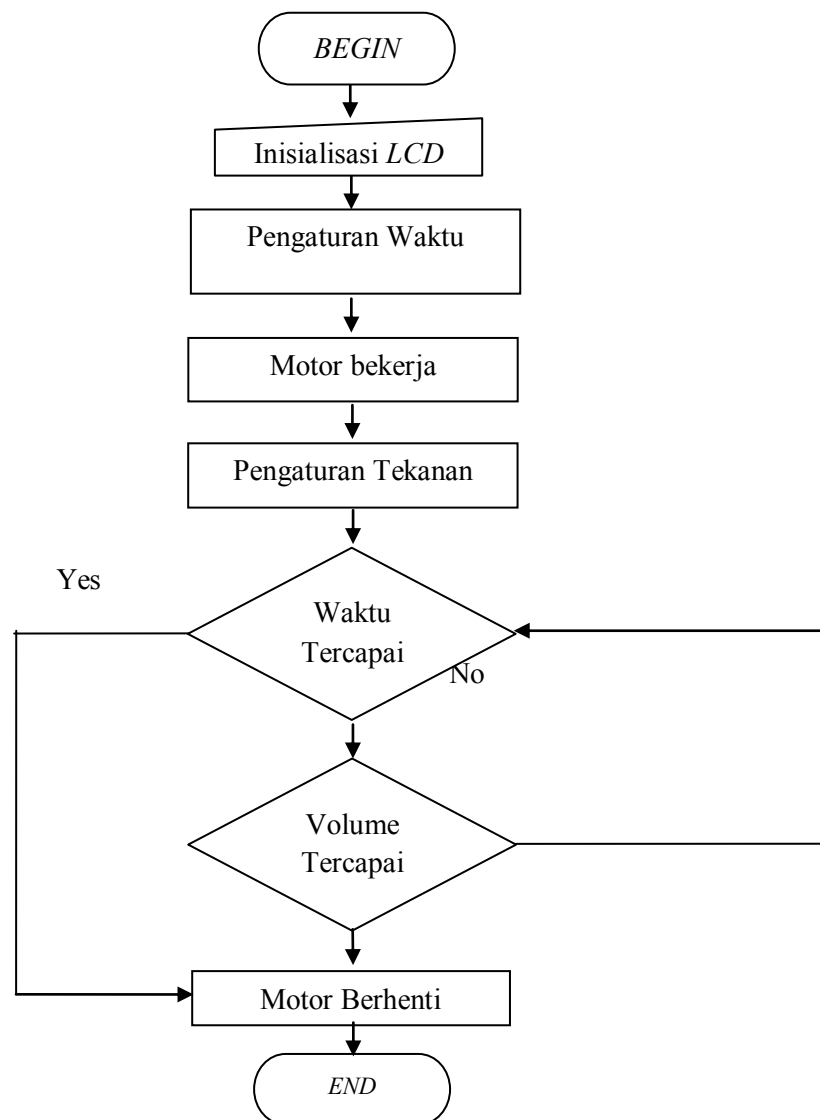 BEGIN
Inisialisasi LCD
Pengaturan Waktu
Motor bekerja
Pengaturan Tekanan
Yes
Waktu
Tercapai
No
Volume
Tercapai
Motor Berhenti
END